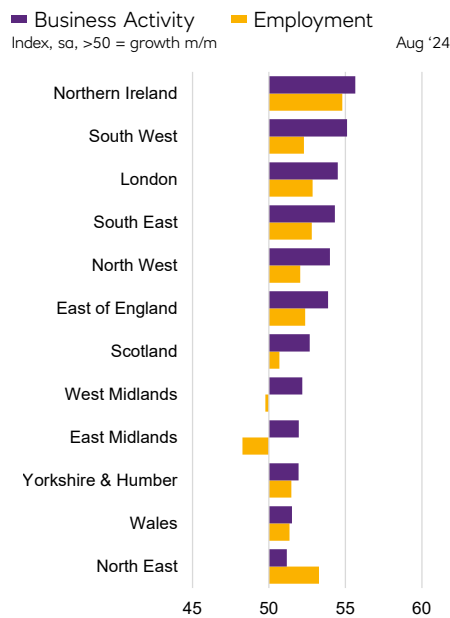 Business Activity Employment
Index, sa, >50 = growth m/m Aug ‘24
Northern Ireland
South West
London
South East
North West
East of England
Scotland
West Midlands
East Midlands
Yorkshire & Humber
Wales
North East
45 50 55 60